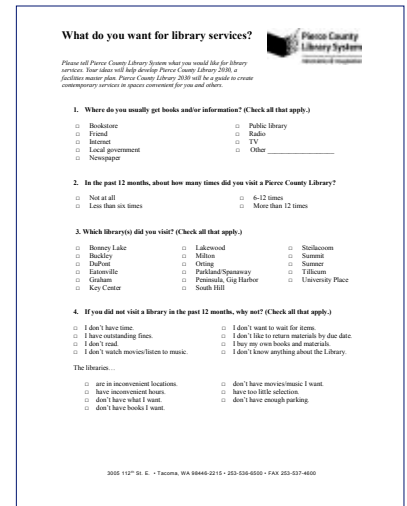 What do you want for library services?
Pierce County
Library System
Information & Imagination
Please tell Pierce County Library System what you would like for library
services. Your ideas will help develop Pierce County Library 2030, a
facilities master plan. Pierce County Library 2030 will be a guide to create
contemporary services in spaces convenient for you and others.
1. Where do you usually get books and/or information? (Check all that apply.)
□ Bookstore □ Public library
□ Friend □ Radio
□ Internet □ TV
□ Local government □ Other ____________________
□ Newspaper
2. In the past 12 months, about how many times did you visit a Pierce County Library?
□ Not at all □ 6-12 times
□ Less than six times □ More than 12 times
3. Which library(s) did you visit? (Check all that apply.)
□ Bonney Lake □ Lakewood □ Steilacoom
□ Buckley □ Milton □ Summit
□ DuPont □ Orting □ Sumner
□ Eatonville □ Parkland/Spanaway □ Tillicum
□ Graham □ Peninsula, Gig Harbor □ University Place
□ Key Center □ South Hill
4. If you did not visit a library in the past 12 months, why not? (Check all that apply.)
□ I don't have time. □ I don't want to wait for items.
□ I have outstanding fines. □ I don't like to return materials by due date.
□ I don't read. □ I buy my own books and materials.
□ I don't watch movies/listen to music. □ I don't know anything about the Library.
The libraries…
□ are in inconvenient locations. □ don't have movies/music I want.
□ have inconvenient hours. □ have too little selection.
□ don't have what I want. □ don't have enough parking.
□ don't have books I want.
3005 112th St. E. • Tacoma, WA 98446-2215 • 253-536-6500 • FAX 253-537-4600